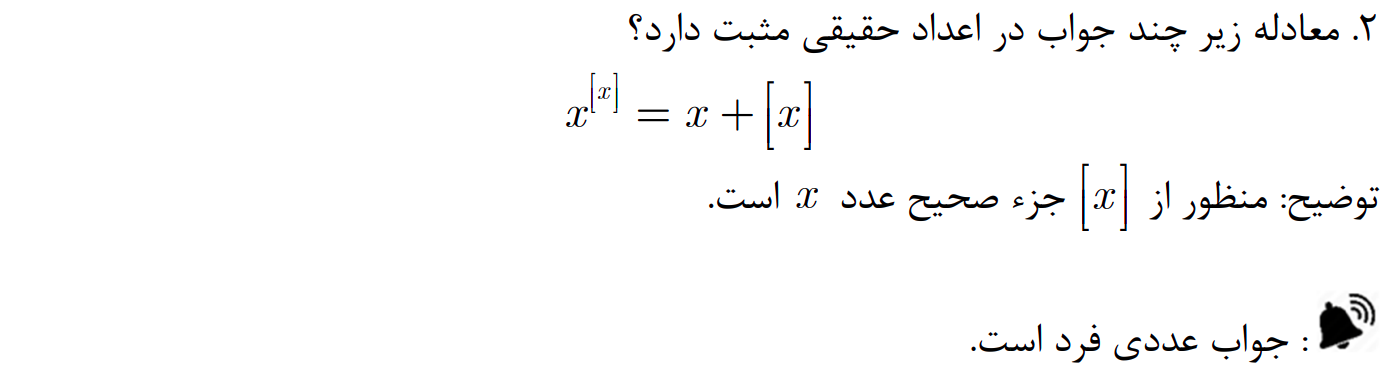 ۲. معادله زیر چند جواب در اعداد حقیقی مثبت دارد؟
x^[x] = x + [x]
توضیح: منظور از [x] جزء صحیح عدد x است.
: جواب عددی فرد است.